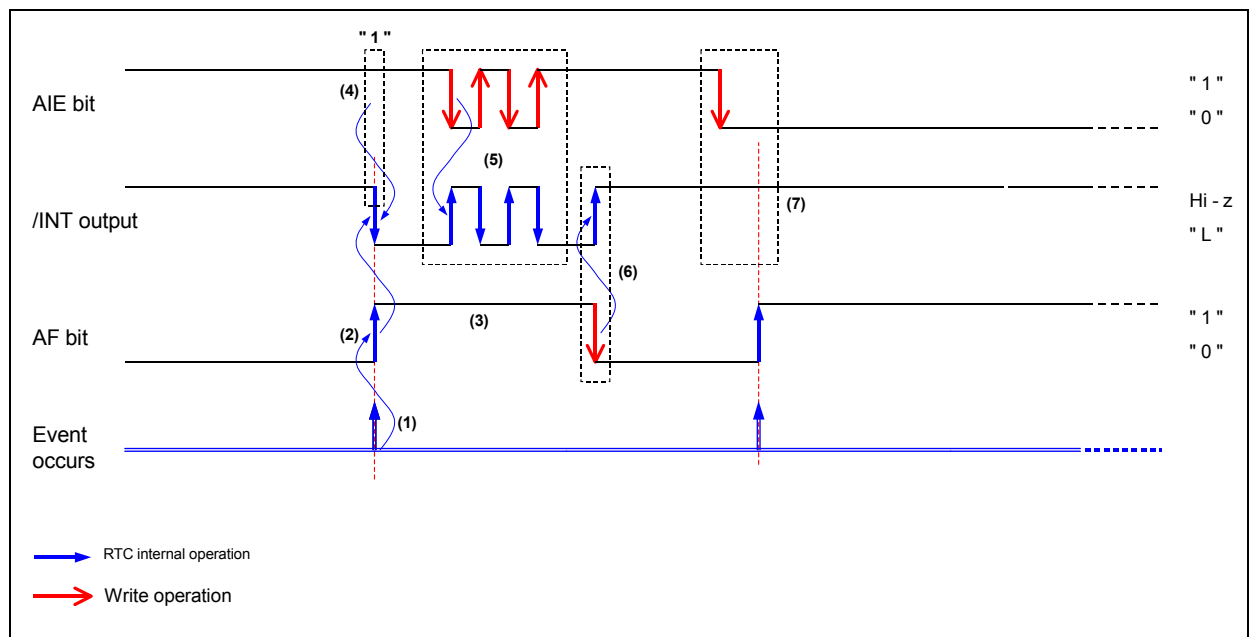 " 1 "
AIE bit
(4)
(5)
" 1 "
" 0 "
/INT output
(7)
Hi - z
" L "
(6)
AF bit
(2)
(3)
" 1 "
" 0 "
Event
occurs
(1)
RTC internal operation
Write operation